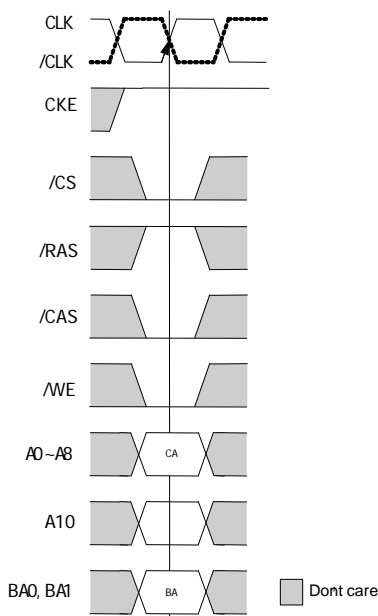 CLK
/CLK
CKE
/CS
/RAS
/CAS
/WE
A0~A8
CA
A10
BA0, BA1
BA
Dont care